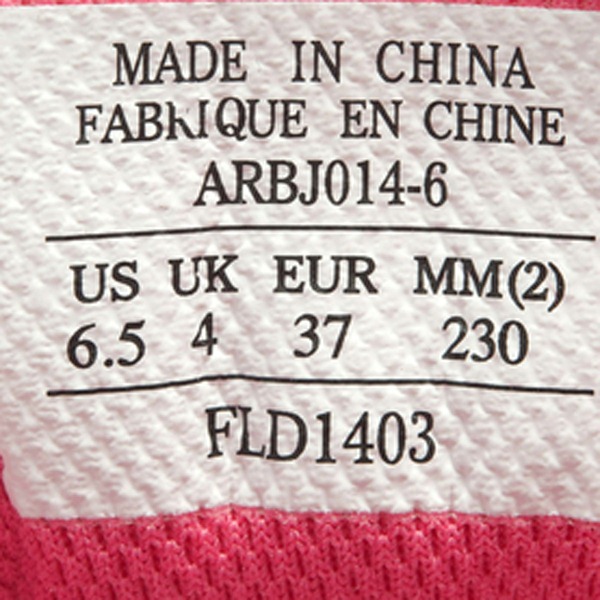 MADE IN CHINA
FABRIQUE EN CHINE
ARBJ014-6
US UK EUR MM(2)
6.5 4 37 230
FLD1403